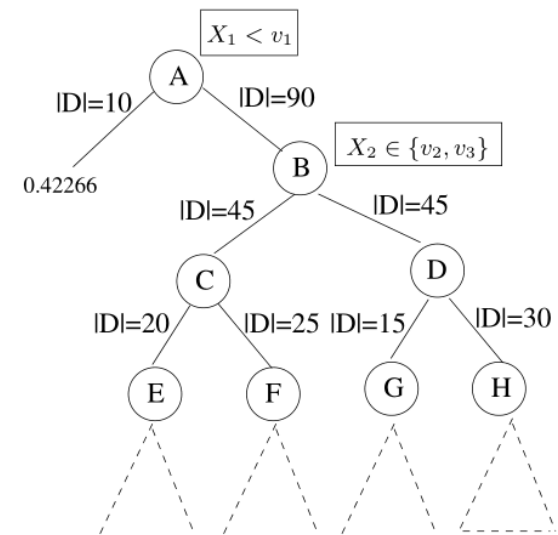 X₁ < v₁
A
|D|=10
|D|=90
0.42266
B
X₂ ∈ {v₂, v₃}
|D|=45
|D|=45
C
D
|D|=20
|D|=25
|D|=15
|D|=30
E
F
G
H